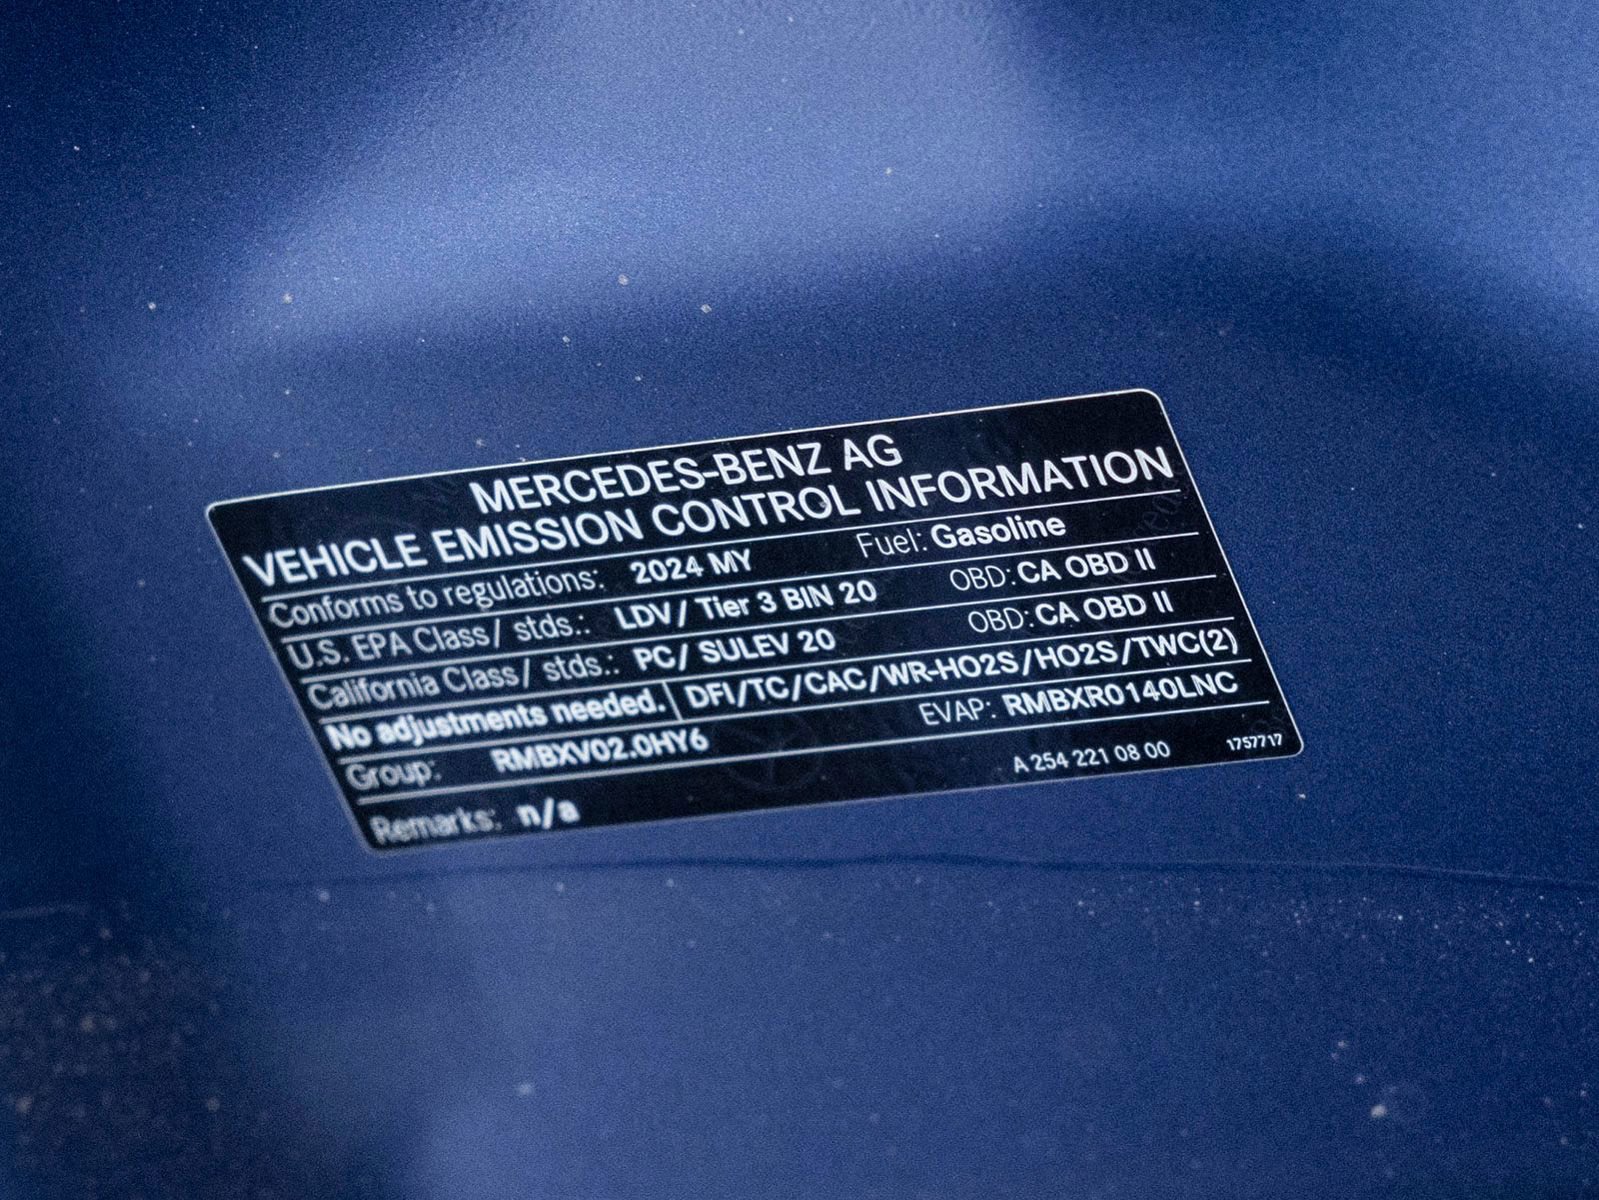 MERCEDES-BENZ AG
VEHICLE EMISSION CONTROL INFORMATION
Conforms to regulations: 2024 MY Fuel: Gasoline
U.S. EPA Class/ stds.: LDV/ Tier 3 BIN 20 OBD: CA OBD II
California Class/ stds.: PC/ SULEV 20 OBD: CA OBD II
No adjustments needed. DFI/TC/CAC/WR-HO2S/HO2S/TWC(2)
Group: RMBXV02.0HY6 EVAP: RMBXR0140LNC
Remarks: n/a A 254 221 08 00 1757717